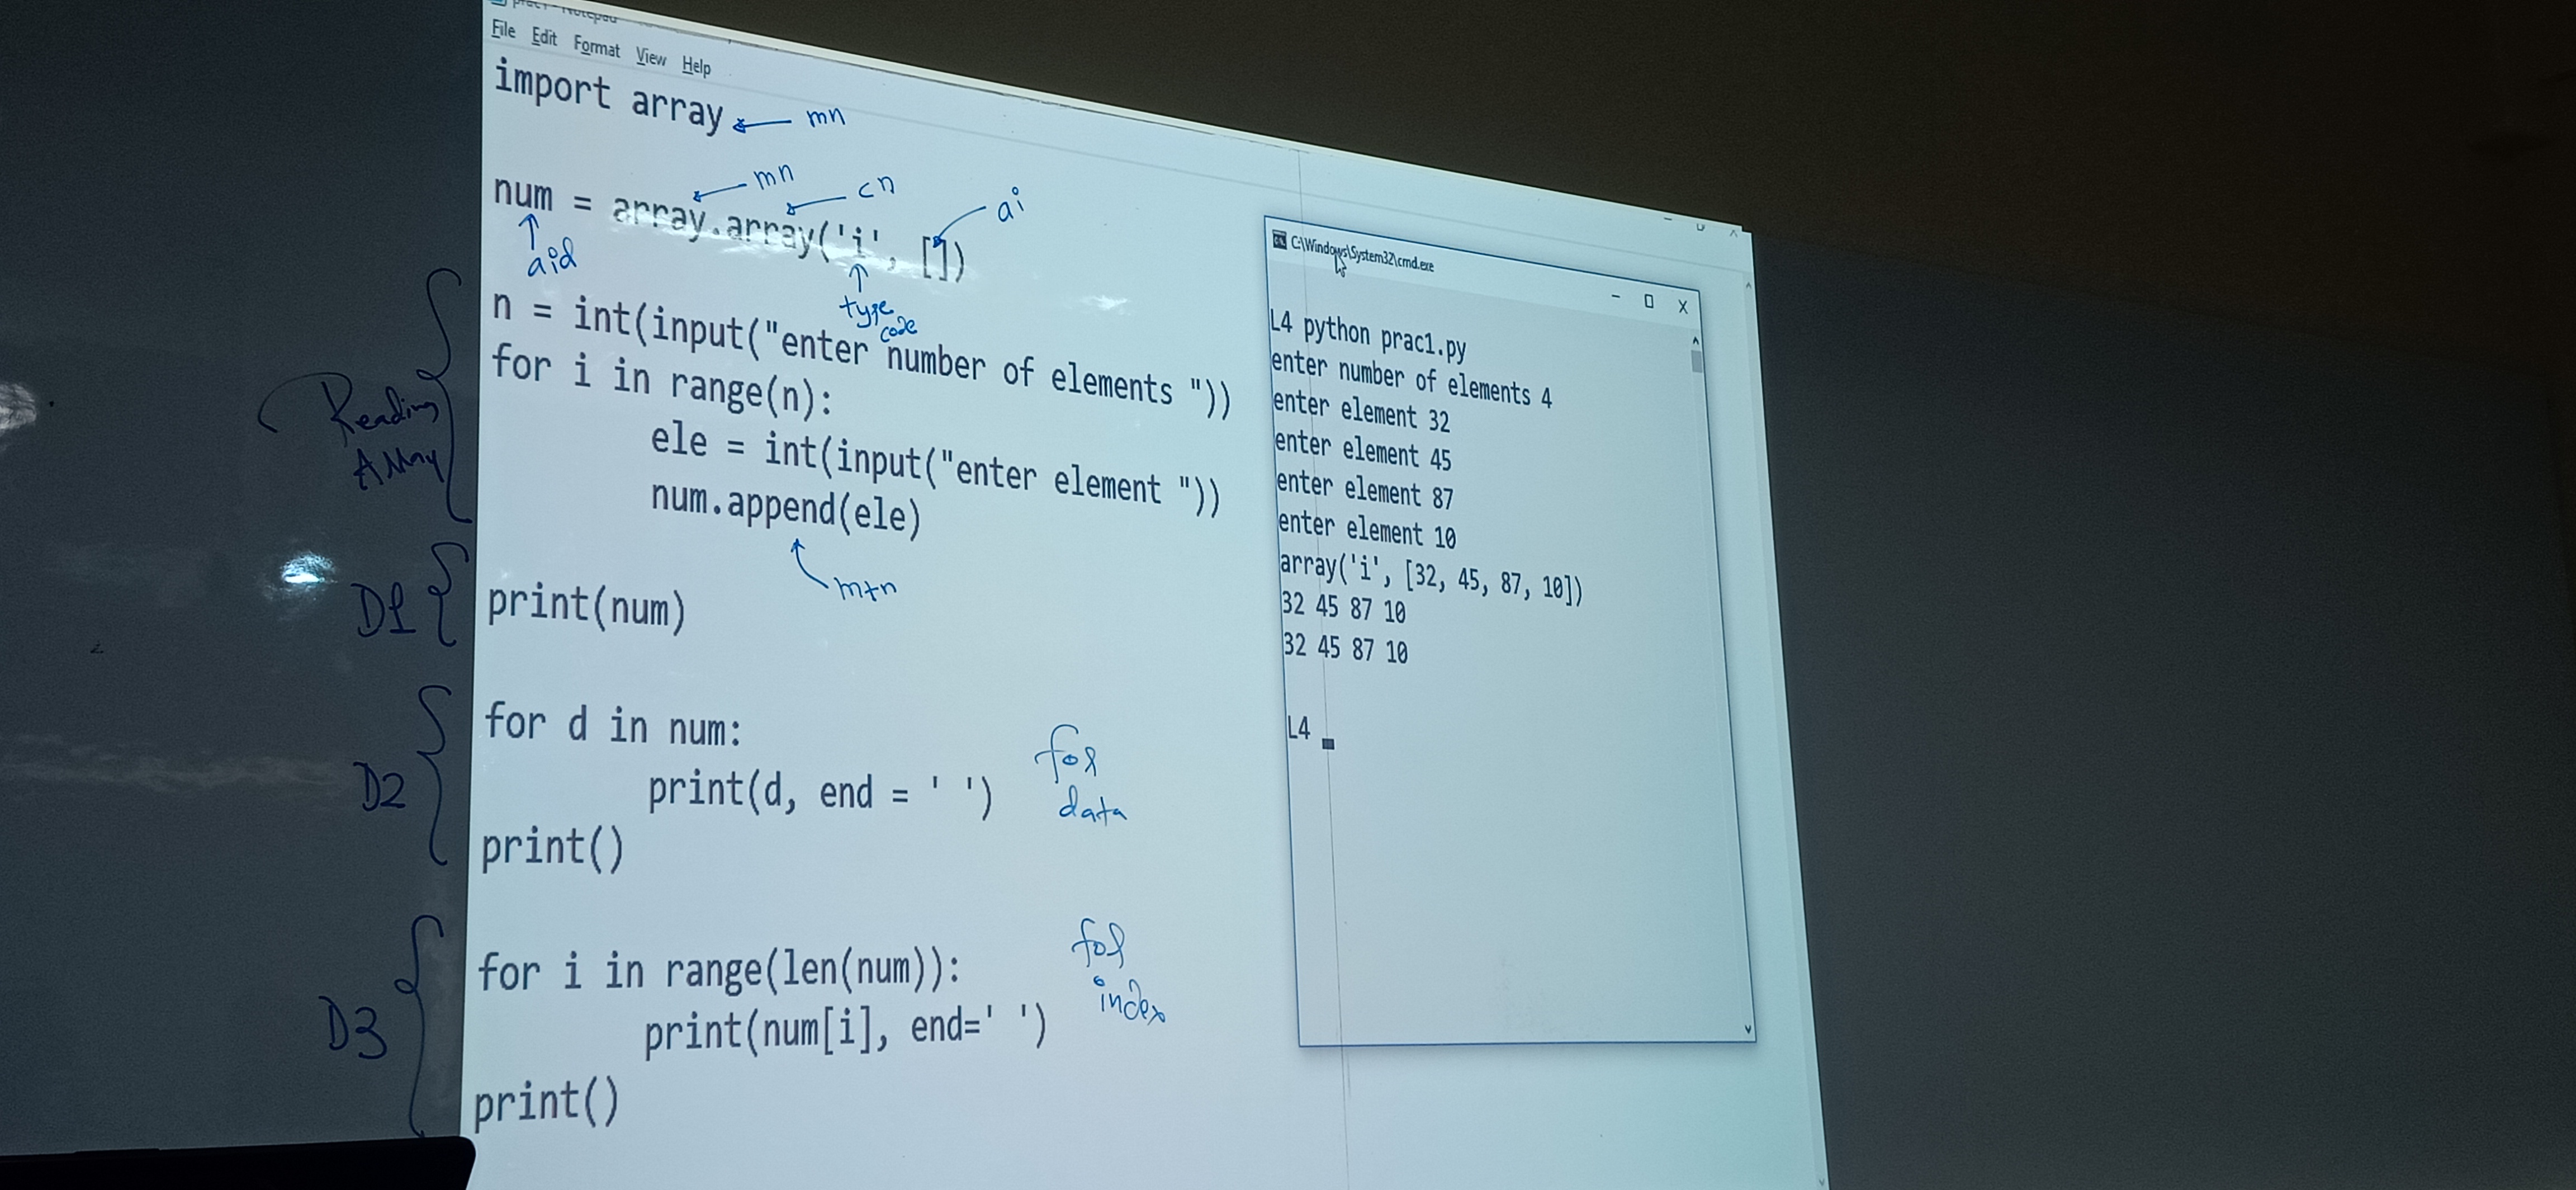 prac1 - Notepad
File Edit Format View Help
import array
mn
mn
cn
ai
num = array.array('i', [])
aid
type code
Reading Array
n = int(input("enter number of elements "))
for i in range(n):
ele = int(input("enter element "))
num.append(ele)
mtn
D1
print(num)
D2
for d in num:
print(d, end = ' ')
for data
print()
D3
for i in range(len(num)):
print(num[i], end=' ')
for index
print()
C:\Windows\System32\cmd.exe
L4 python prac1.py
enter number of elements 4
enter element 32
enter element 45
enter element 87
enter element 10
array('i', [32, 45, 87, 10])
32 45 87 10
32 45 87 10
L4